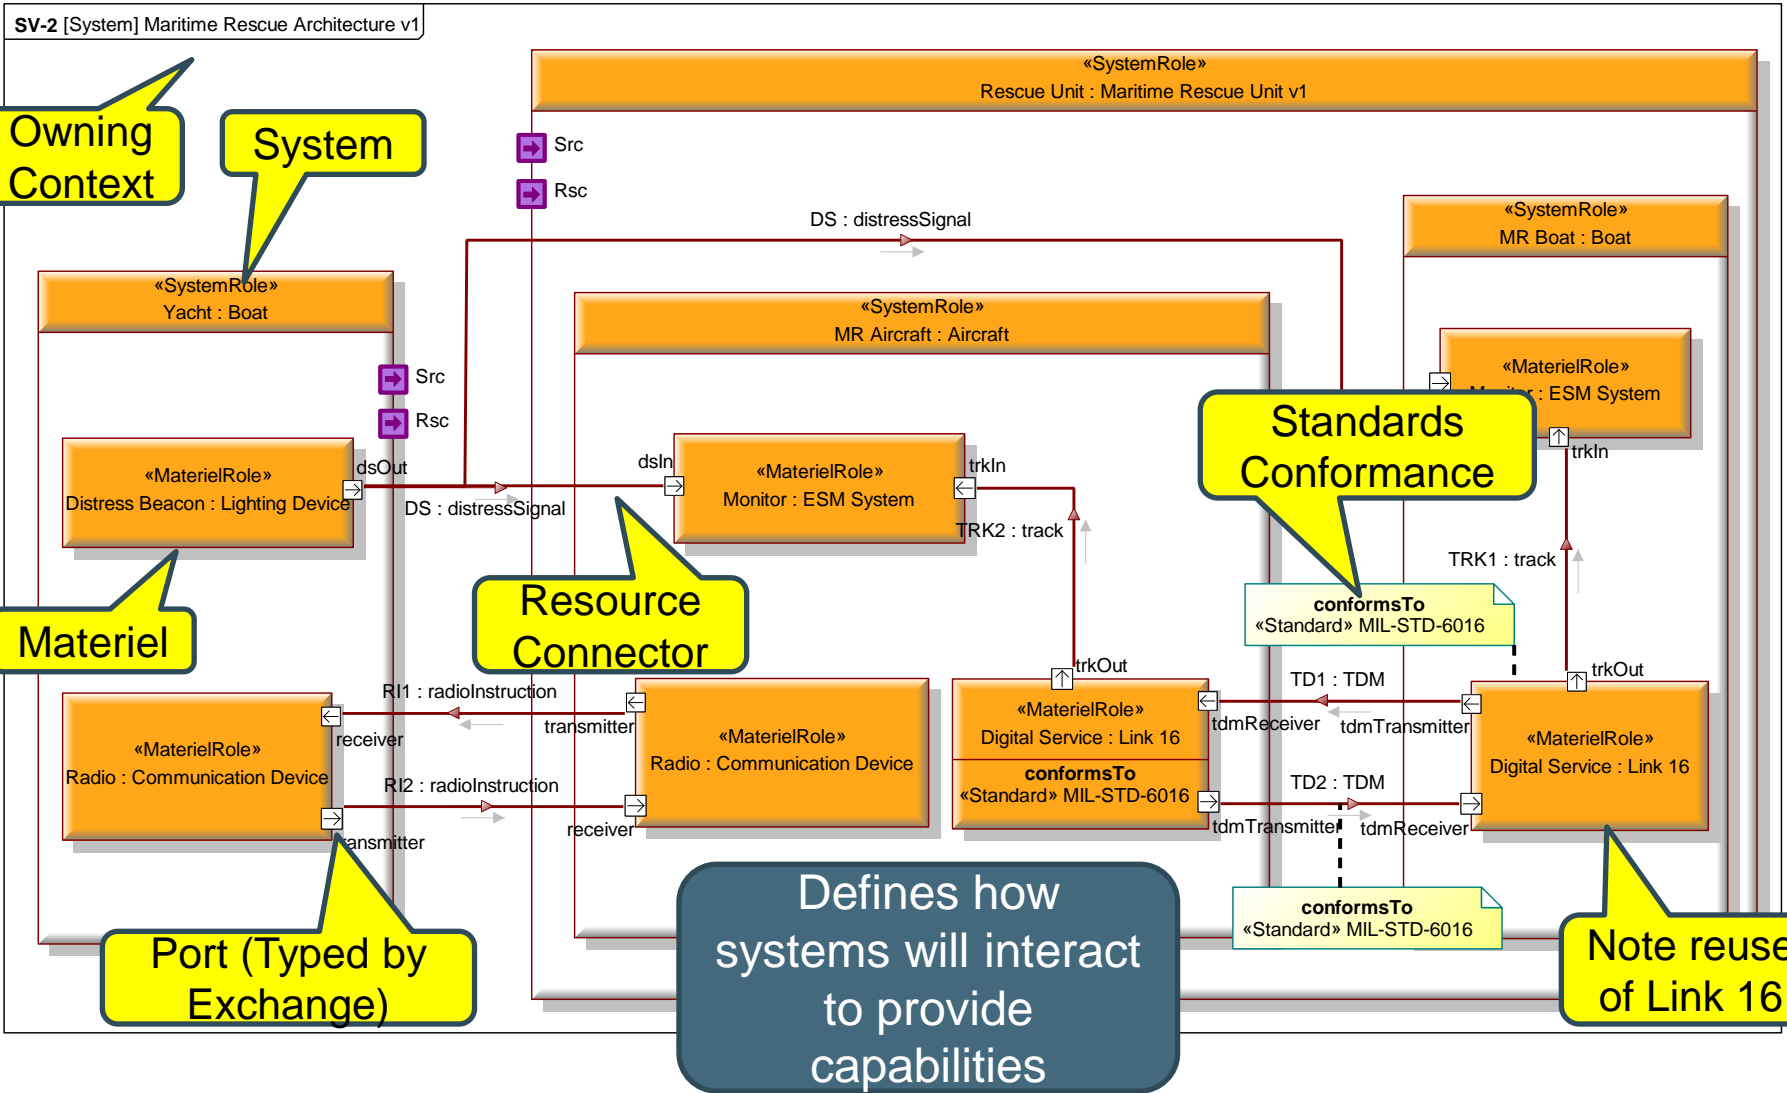 SV-2 [System] Maritime Rescue Architecture v1
«SystemRole»
Rescue Unit : Maritime Rescue Unit v1
Owning
Context
System
Src
Rsc
DS : distressSignal
«SystemRole»
MR Boat : Boat
«SystemRole»
Yacht : Boat
«SystemRole»
MR Aircraft : Aircraft
Src
Rsc
«MaterielRole»
: ESM System
trkIn
Standards
Conformance
«MaterielRole»
Distress Beacon : Lighting Device
dsOut
DS : distressSignal
dsIn
«MaterielRole»
Monitor : ESM System
trkIn
TRK2 : track
TRK1 : track
Materiel
Resource
Connector
conformsTo
«Standard» MIL-STD-6016
RI1 : radioInstruction
receiver
transmitter
«MaterielRole»
Radio : Communication Device
«MaterielRole»
Radio : Communication Device
RI2 : radioInstruction
receiver
trkOut
«MaterielRole»
Digital Service : Link 16
conformsTo
«Standard» MIL-STD-6016
TD1 : TDM
tdmReceiver
tdmTransmitter
trkOut
«MaterielRole»
Digital Service : Link 16
TD2 : TDM
tdmTransmitter
tdmReceiver
conformsTo
«Standard» MIL-STD-6016
Port (Typed by
Exchange)
Defines how
systems will interact
to provide
capabilities
Note reuse
of Link 16